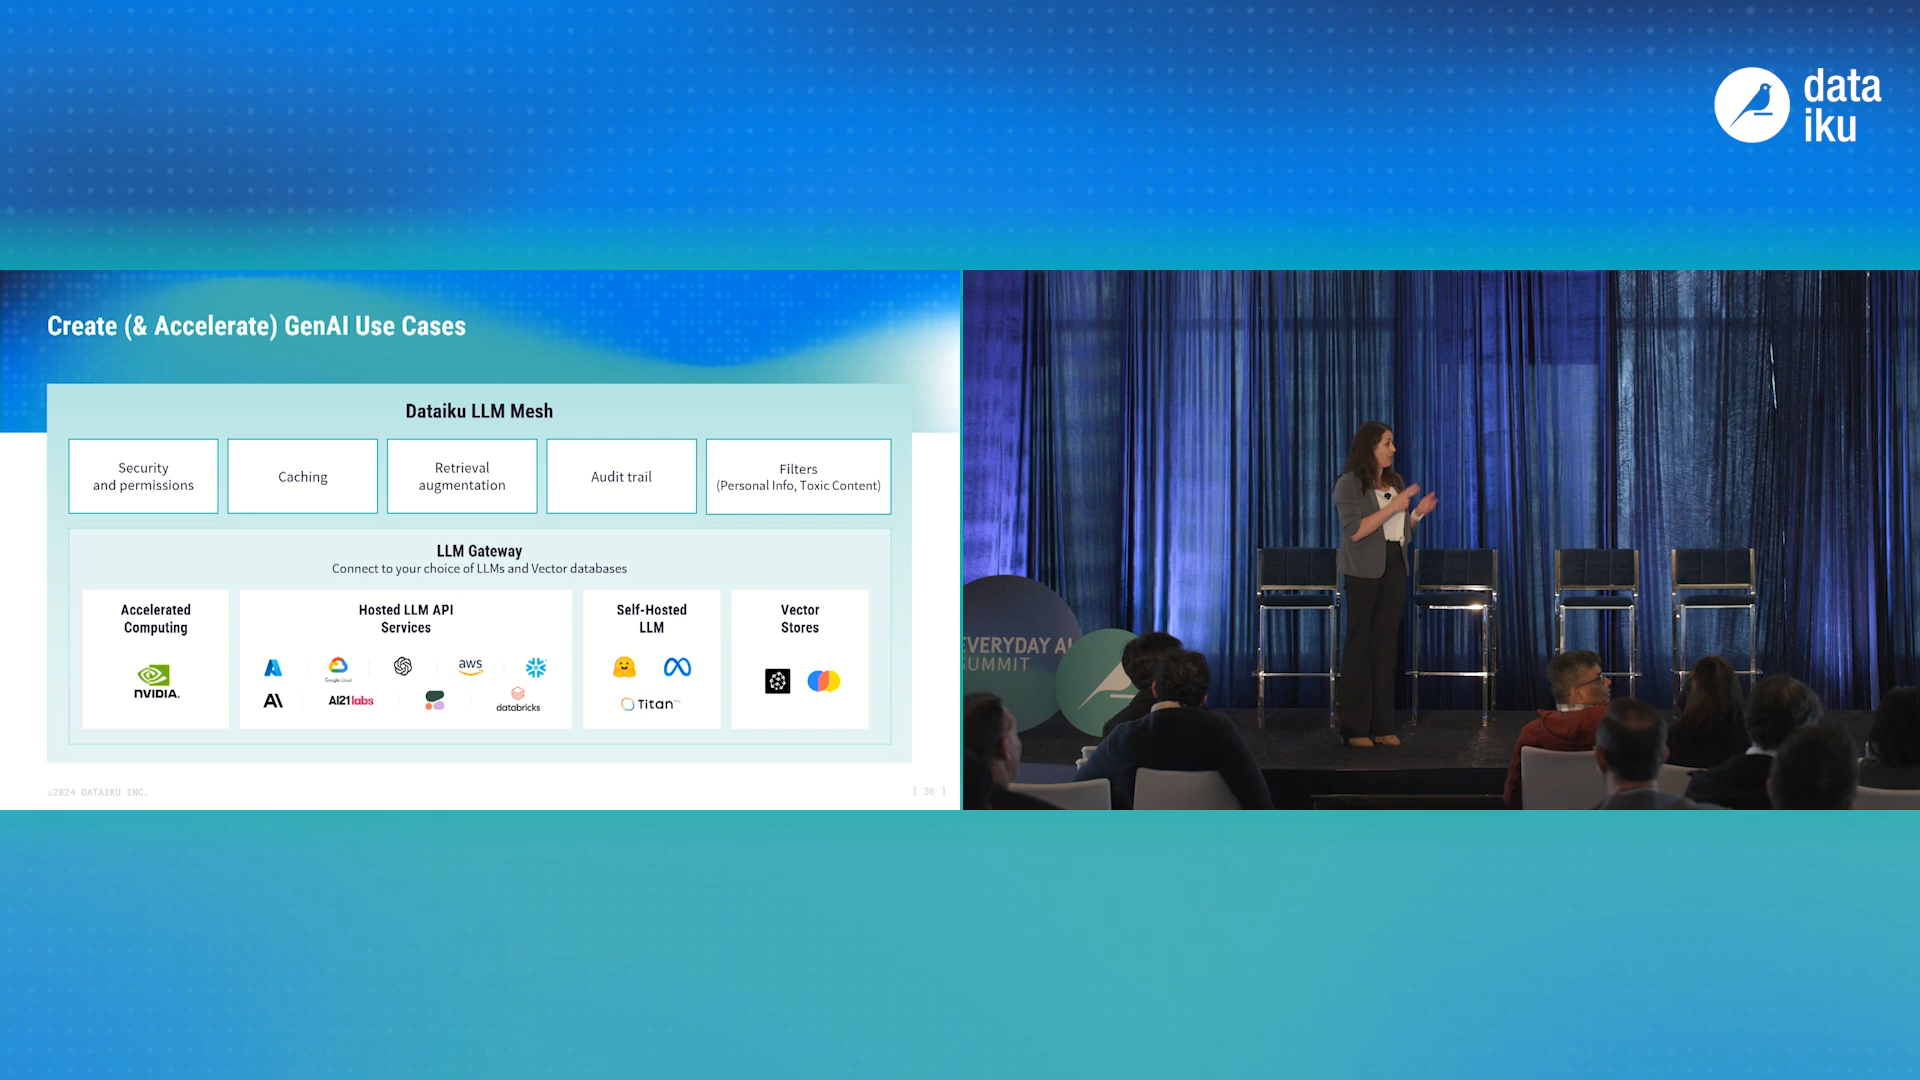 data
iku
Create (& Accelerate) GenAI Use Cases
Dataiku LLM Mesh
Security
and permissions
Caching
Retrieval
augmentation
Audit trail
Filters
(Personal Info, Toxic Content)
LLM Gateway
Connect to your choice of LLMs and Vector databases
Accelerated
Computing
NVIDIA.
Hosted LLM API
Services
Google Cloud
aws
AI21labs
databricks
Self-Hosted
LLM
Titan
Vector
Stores
©2024 DATAIKU INC.
[ 36 ]
EVERYDAY AI
SUMMIT